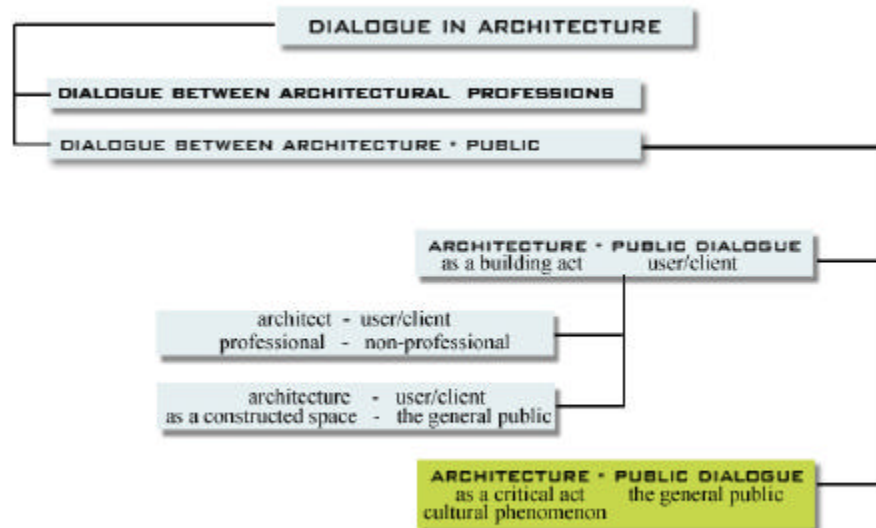 DIALOGUE IN ARCHITECTURE
DIALOGUE BETWEEN ARCHITECTURAL PROFESSIONS
DIALOGUE BETWEEN ARCHITECTURE - PUBLIC
ARCHITECTURE - PUBLIC DIALOGUE
as a building act user/client
architect - user/client
professional - non-professional
architecture - user/client
as a constructed space - the general public
ARCHITECTURE - PUBLIC DIALOGUE
as a critical act the general public
cultural phenomenon